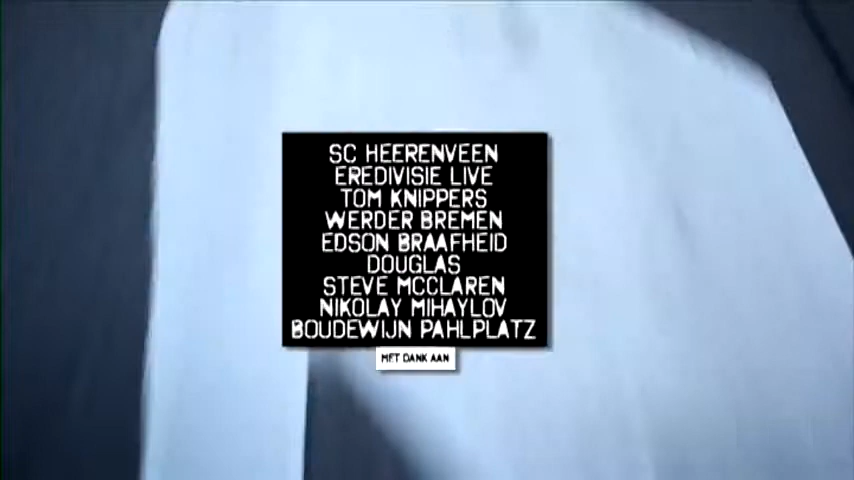 SC HEERENVEEN
EREDIVISIE LIVE
TOM KNIPPERS
WERDER BREMEN
EDSON BRAAFHEID
DOUGLAS
STEVE MCCLAREN
NIKOLAY MIHAYLOV
BOUDEWIJN PAHLPLATZ
MET DANK AAN